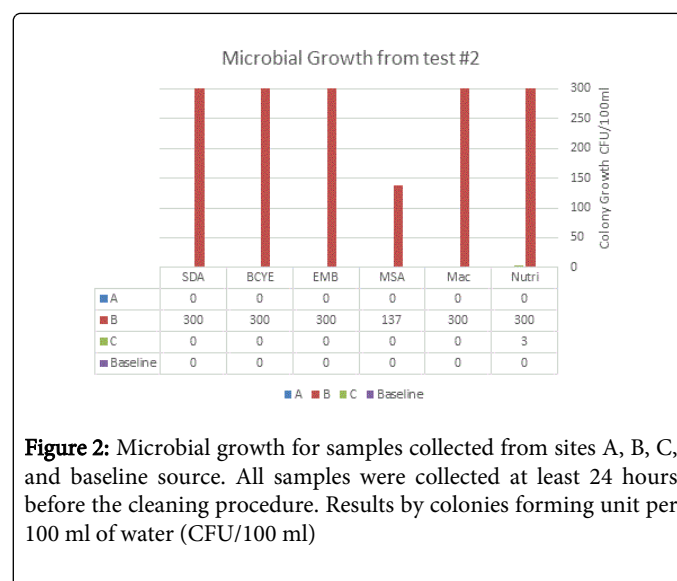 Microbial Growth from test #2
300
250
200
150
100
50
0
Colony Growth CFU/100ml
SDA BCYE EMB MSA Mac Nutri
A 0 0 0 0 0 0
B 300 300 300 137 300 300
C 0 0 0 0 0 3
Baseline 0 0 0 0 0 0
A B C Baseline
Figure 2: Microbial growth for samples collected from sites A, B, C,
and baseline source. All samples were collected at least 24 hours
before the cleaning procedure. Results by colonies forming unit per
100 ml of water (CFU/100 ml)